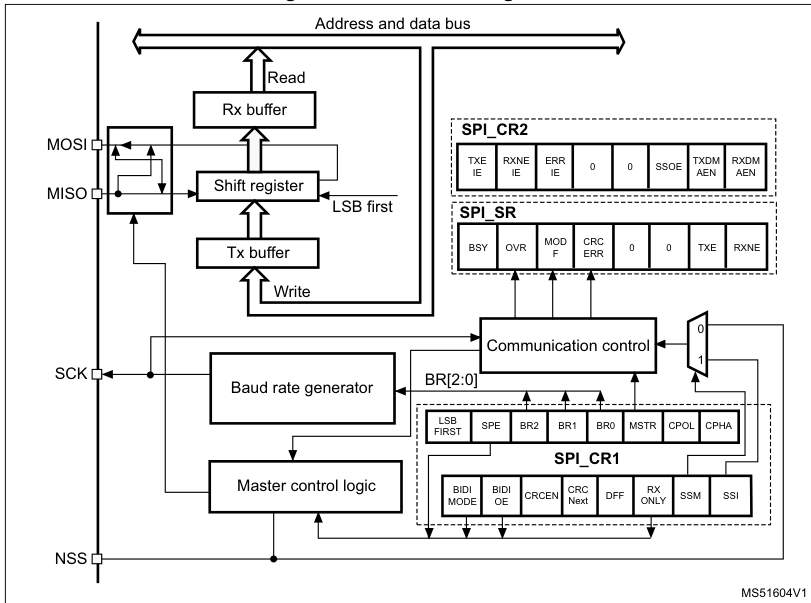 Address and data bus
Read
Rx buffer
MOSI
SPI_CR2
TXE
IE
RXNE
IE
ERR
IE
0
0
SSOE
TXDM
AEN
RXDM
AEN
MISO
Shift register
LSB first
SPI_SR
BSY
OVR
MOD
F
CRC
ERR
0
0
TXE
RXNE
Tx buffer
Write
Communication control
0
1
SCK
Baud rate generator
BR[2:0]
LSB
FIRST
SPE
BR2
BR1
BR0
MSTR
CPOL
CPHA
SPI_CR1
Master control logic
BIDI
MODE
BIDI
OE
CRCEN
CRC
Next
DFF
RX
ONLY
SSM
SSI
NSS
MS51604V1